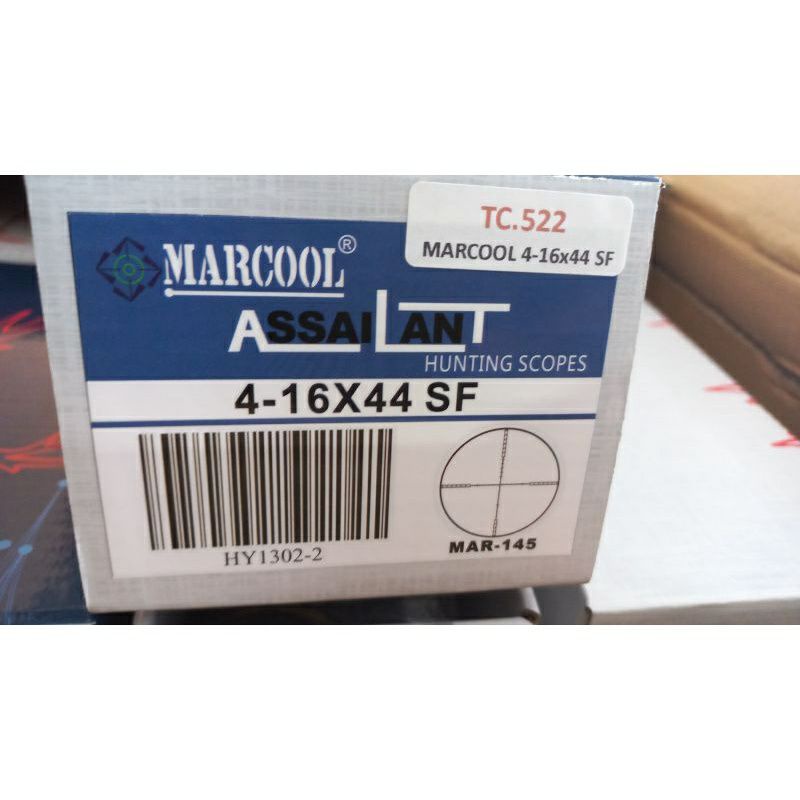 MARCOOL®
TC.522
MARCOOL 4-16x44 SF
ASSAILANT
HUNTING SCOPES
4-16X44 SF
HY1302-2
MAR-145